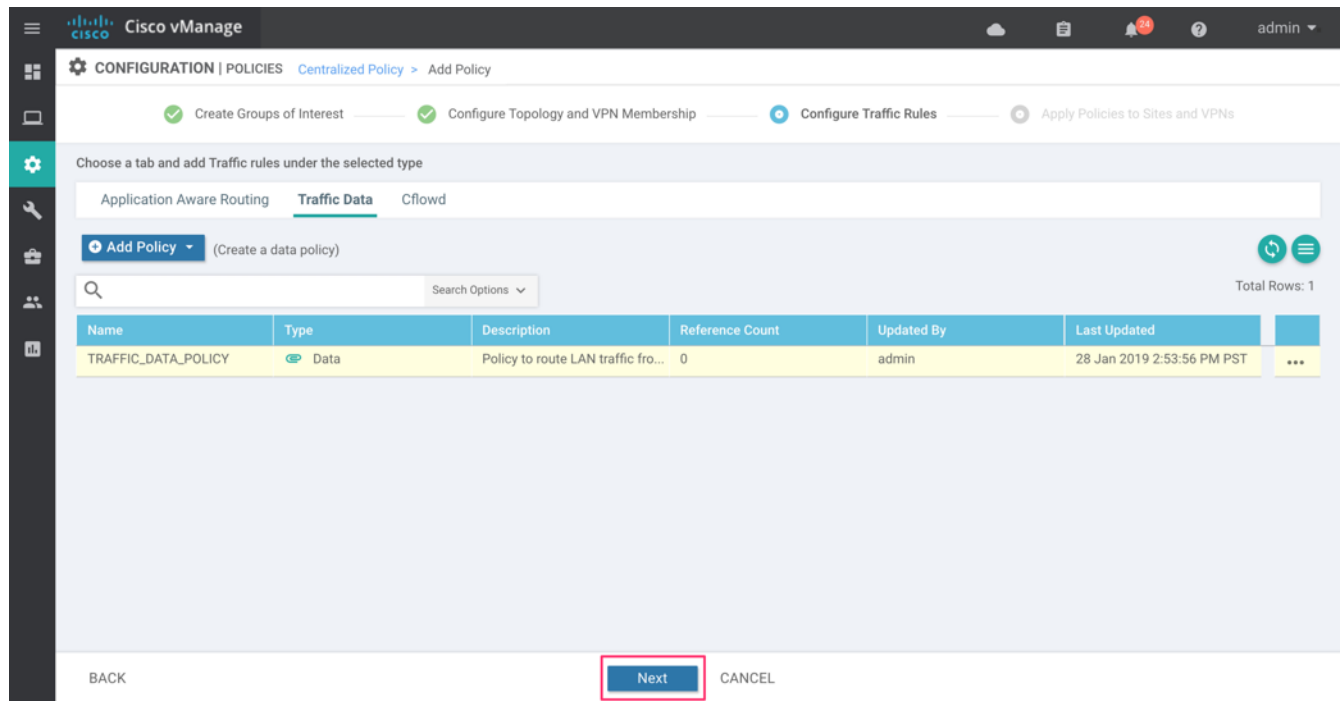 cisco Cisco vManage 24 admin
CONFIGURATION | POLICIES Centralized Policy > Add Policy
Create Groups of Interest Configure Topology and VPN Membership Configure Traffic Rules Apply Policies to Sites and VPNs
Choose a tab and add Traffic rules under the selected type
Application Aware Routing Traffic Data Cflowd
Add Policy (Create a data policy)
Search Options Total Rows: 1
Name Type Description Reference Count Updated By Last Updated
TRAFFIC_DATA_POLICY Data Policy to route LAN traffic fro... 0 admin 28 Jan 2019 2:53:56 PM PST
BACK Next CANCEL